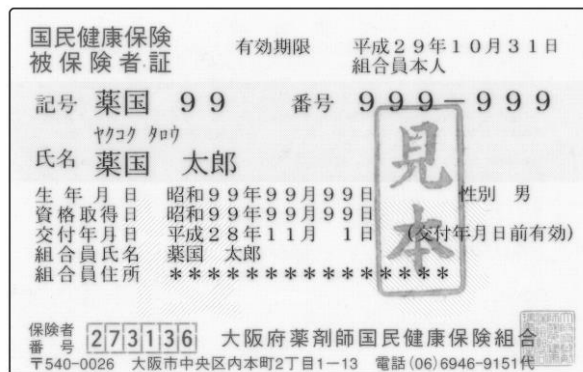 国民健康保険
被保険者証
有効期限 平成29年10月31日
組合員本人
記号 薬国 99 番号 999-999
ヤクコク タロウ
氏名 薬国 太郎
生年月日 昭和99年99月99日 性別 男
資格取得日 昭和99年99月99日
交付年月日 平成28年11月 1日 (交付年月日前有効)
組合員氏名 薬国 太郎
組合員住所 ***************
見本
保険者番号 273136 大阪府薬剤師国民健康保険組合
〒540-0026 大阪市中央区内本町2丁目1-13 電話(06)6946-9151代